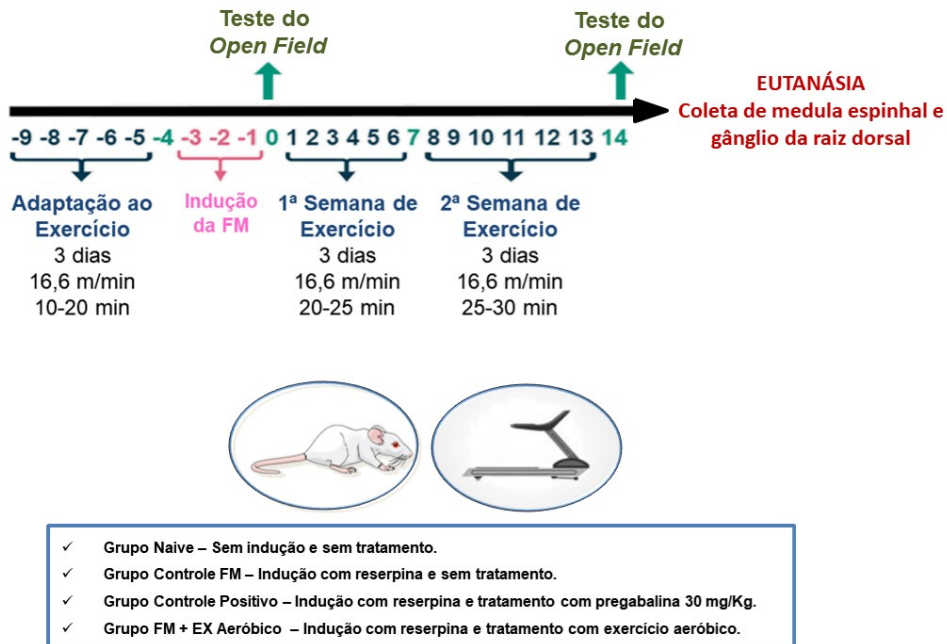 Teste do
Open Field
Teste do
Open Field
EUTANÁSIA
Coleta de medula espinhal e
gânglio da raiz dorsal
-9 -8 -7 -6 -5 -4 -3 -2 -1 0 1 2 3 4 5 6 7 8 9 10 11 12 13 14
Adaptação ao
Exercício
3 dias
16,6 m/min
10-20 min
Indução
da FM
1ª Semana de
Exercício
3 dias
16,6 m/min
20-25 min
2ª Semana de
Exercício
3 dias
16,6 m/min
25-30 min
✓ Grupo Naive – Sem indução e sem tratamento.
✓ Grupo Controle FM – Indução com reserpina e sem tratamento.
✓ Grupo Controle Positivo – Indução com reserpina e tratamento com pregabalina 30 mg/Kg.
✓ Grupo FM + EX Aeróbico – Indução com reserpina e tratamento com exercício aeróbico.